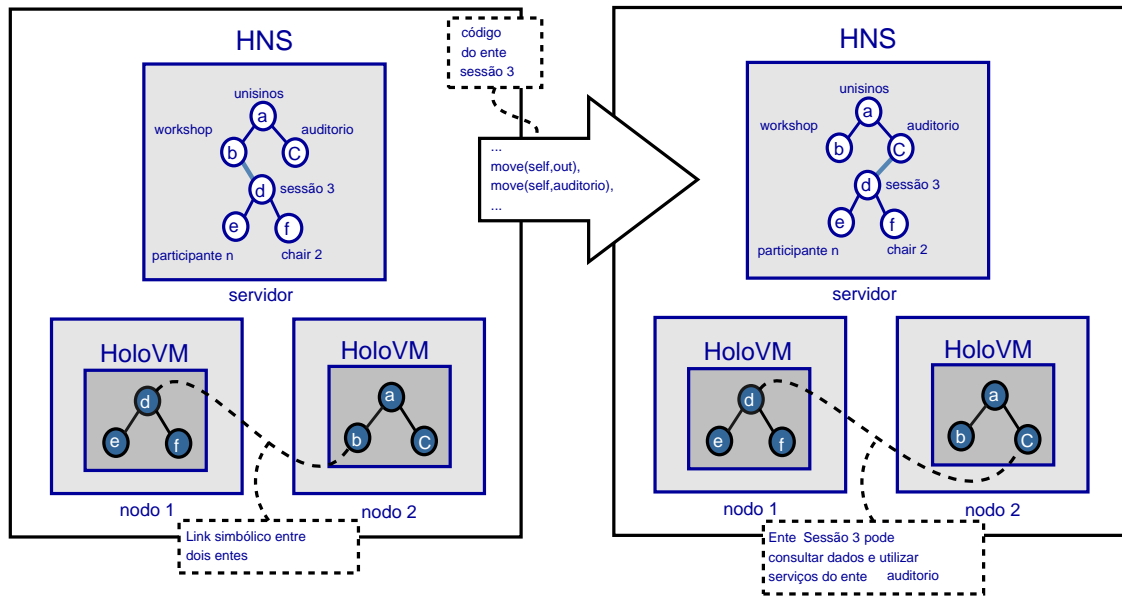 HNS
unisinos
a
workshop
auditorio
b
C
d
sessão 3
e
f
participante n
chair 2
servidor
HoloVM
d
e
f
nodo 1
HoloVM
a
b
C
nodo 2
Link simbólico entre
dois entes
código
do ente
sessão 3
...
move(self,out),
move(self,auditorio),
...
HNS
unisinos
a
workshop
auditorio
b
C
d
sessão 3
e
f
participante n
chair 2
servidor
HoloVM
d
e
f
nodo 1
HoloVM
a
b
C
nodo 2
Ente Sessão 3 pode
consultar dados e utilizar
serviços do ente auditorio